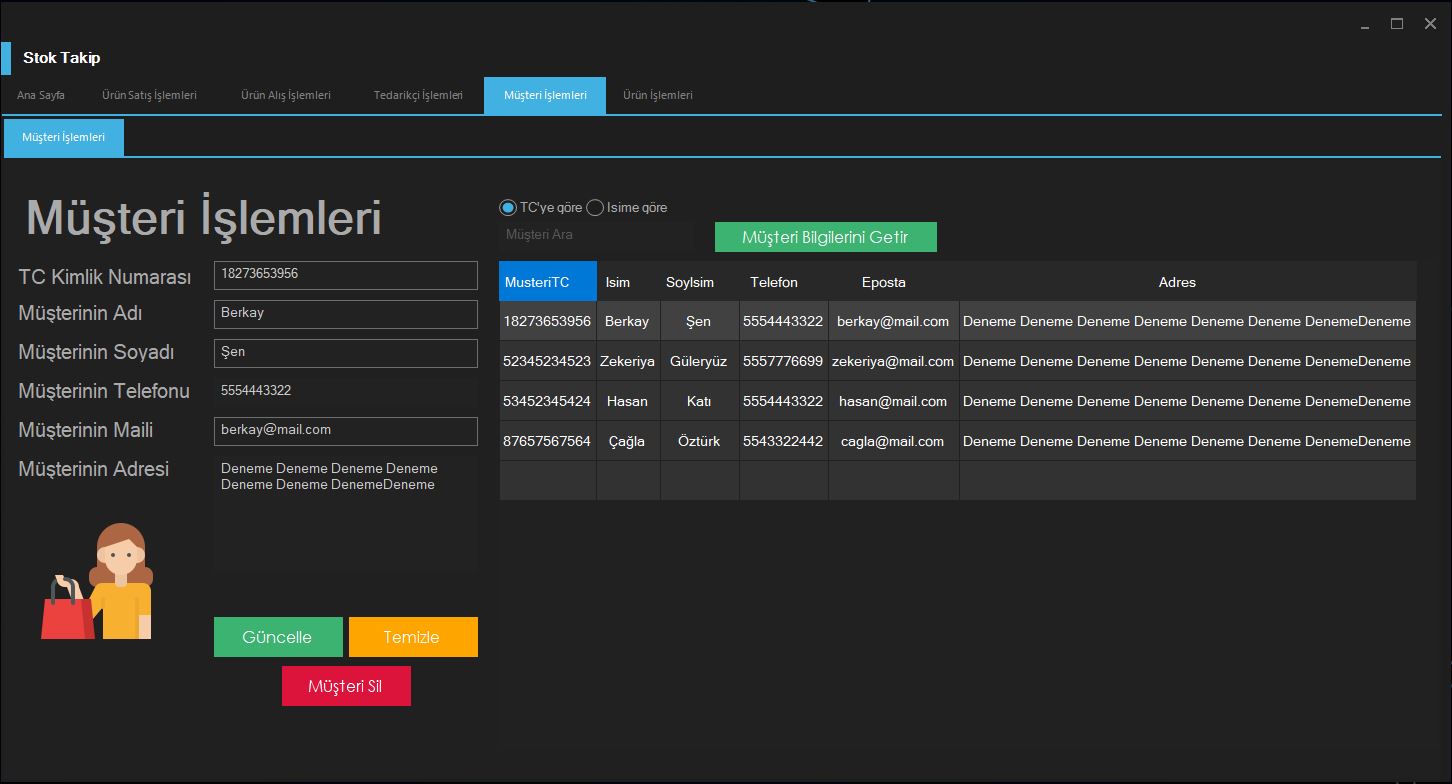 Stok Takip
Ana Sayfa Ürün Satış İşlemleri Ürün Alış İşlemleri Tedarikçi İşlemleri Müşteri İşlemleri Ürün İşlemleri
Müşteri İşlemleri
Müşteri İşlemleri
TC Kimlik Numarası 18273653956
Müşterinin Adı Berkay
Müşterinin Soyadı Şen
Müşterinin Telefonu 5554443322
Müşterinin Maili berkay@mail.com
Müşterinin Adresi Deneme Deneme Deneme Deneme
Deneme Deneme DenemeDeneme
Güncelle Temizle
Müşteri Sil
TC'ye göre Isime göre
Müşteri Ara Müşteri Bilgilerini Getir
MusteriTC Isim SoyIsim Telefon Eposta Adres
18273653956 Berkay Şen 5554443322 berkay@mail.com Deneme Deneme Deneme Deneme Deneme Deneme DenemeDeneme
52345234523 Zekeriya Güleryüz 5557776699 zekeriya@mail.com Deneme Deneme Deneme Deneme Deneme Deneme DenemeDeneme
53452345424 Hasan Katı 5554443322 hasan@mail.com Deneme Deneme Deneme Deneme Deneme Deneme DenemeDeneme
87657567564 Çağla Öztürk 5543322442 cagla@mail.com Deneme Deneme Deneme Deneme Deneme Deneme DenemeDeneme